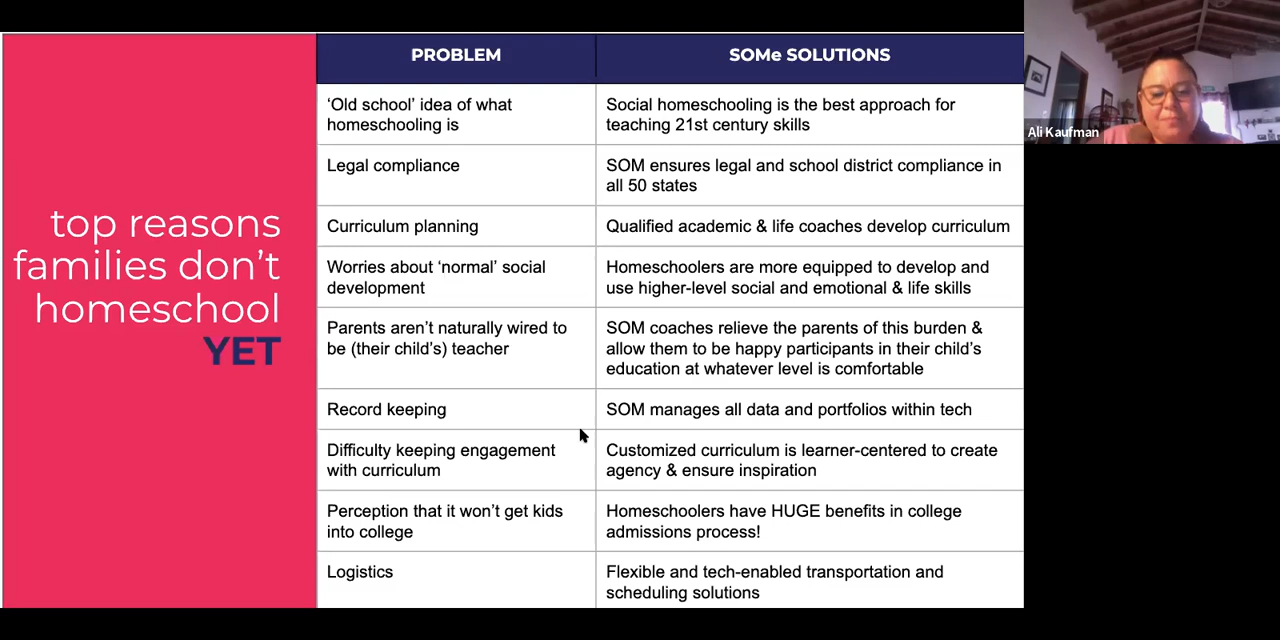 top reasons
families don't
homeschool
YET
PROBLEM
SOMe SOLUTIONS
‘Old school’ idea of what
homeschooling is
Social homeschooling is the best approach for
teaching 21st century skills
Legal compliance
SOM ensures legal and school district compliance in
all 50 states
Curriculum planning
Qualified academic & life coaches develop curriculum
Worries about ‘normal’ social
development
Homeschoolers are more equipped to develop and
use higher-level social and emotional & life skills
Parents aren’t naturally wired to
be (their child’s) teacher
SOM coaches relieve the parents of this burden &
allow them to be happy participants in their child’s
education at whatever level is comfortable
Record keeping
SOM manages all data and portfolios within tech
Difficulty keeping engagement
with curriculum
Customized curriculum is learner-centered to create
agency & ensure inspiration
Perception that it won’t get kids
into college
Homeschoolers have HUGE benefits in college
admissions process!
Logistics
Flexible and tech-enabled transportation and
scheduling solutions
Ali Kaufman